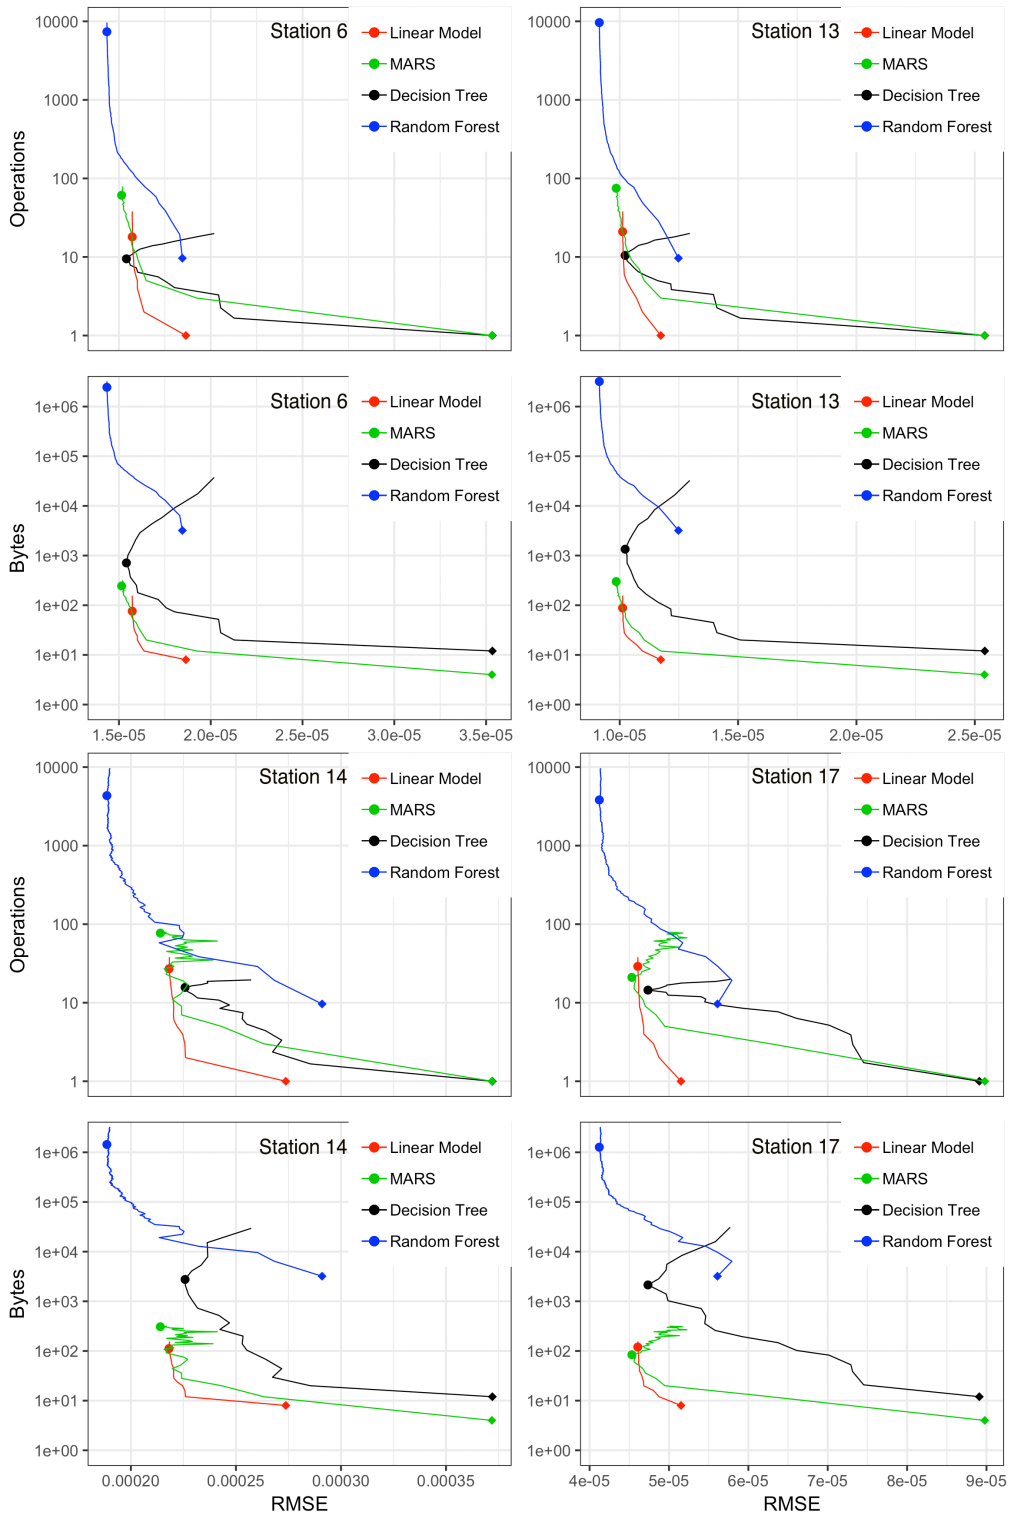 Operations
10000
1000
100
10
1
Station 6
Linear Model
MARS
Decision Tree
Random Forest
Station 13
Linear Model
MARS
Decision Tree
Random Forest
10000
1000
100
10
1
Bytes
1e+06
1e+05
1e+04
1e+03
1e+02
1e+01
1e+00
Station 6
Linear Model
MARS
Decision Tree
Random Forest
1.5e-05 2.0e-05 2.5e-05 3.0e-05 3.5e-05
1e+06
1e+05
1e+04
1e+03
1e+02
1e+01
1e+00
Station 13
Linear Model
MARS
Decision Tree
Random Forest
1.0e-05 1.5e-05 2.0e-05 2.5e-05
Operations
10000
1000
100
10
1
Station 14
Linear Model
MARS
Decision Tree
Random Forest
10000
1000
100
10
1
Station 17
Linear Model
MARS
Decision Tree
Random Forest
Bytes
1e+06
1e+05
1e+04
1e+03
1e+02
1e+01
1e+00
Station 14
Linear Model
MARS
Decision Tree
Random Forest
0.00020 0.00025 0.00030 0.00035
RMSE
1e+06
1e+05
1e+04
1e+03
1e+02
1e+01
1e+00
Station 17
Linear Model
MARS
Decision Tree
Random Forest
4e-05 5e-05 6e-05 7e-05 8e-05 9e-05
RMSE